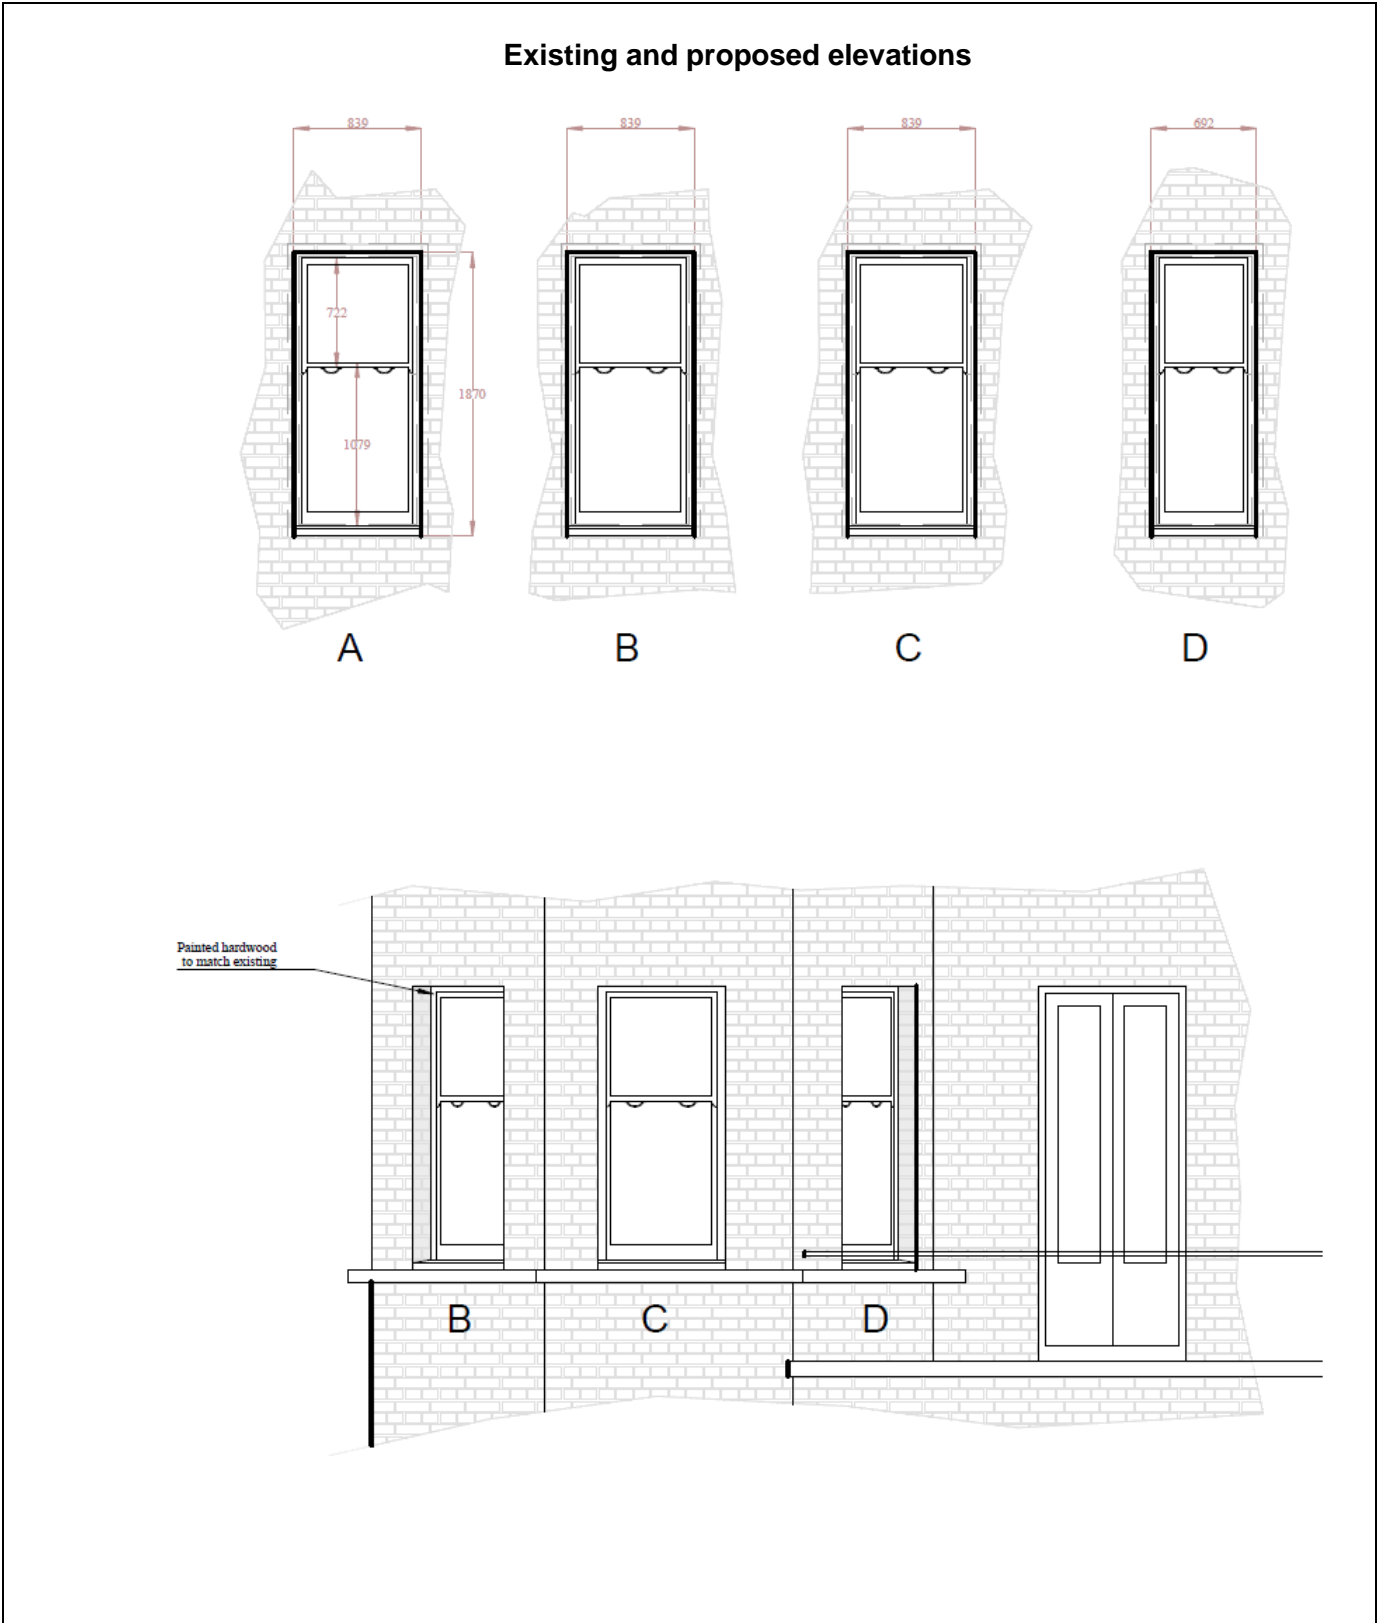 Existing and proposed elevations
839
839
839
692
722
1870
1079
A
B
C
D
Painted hardwood
to match existing
B
C
D